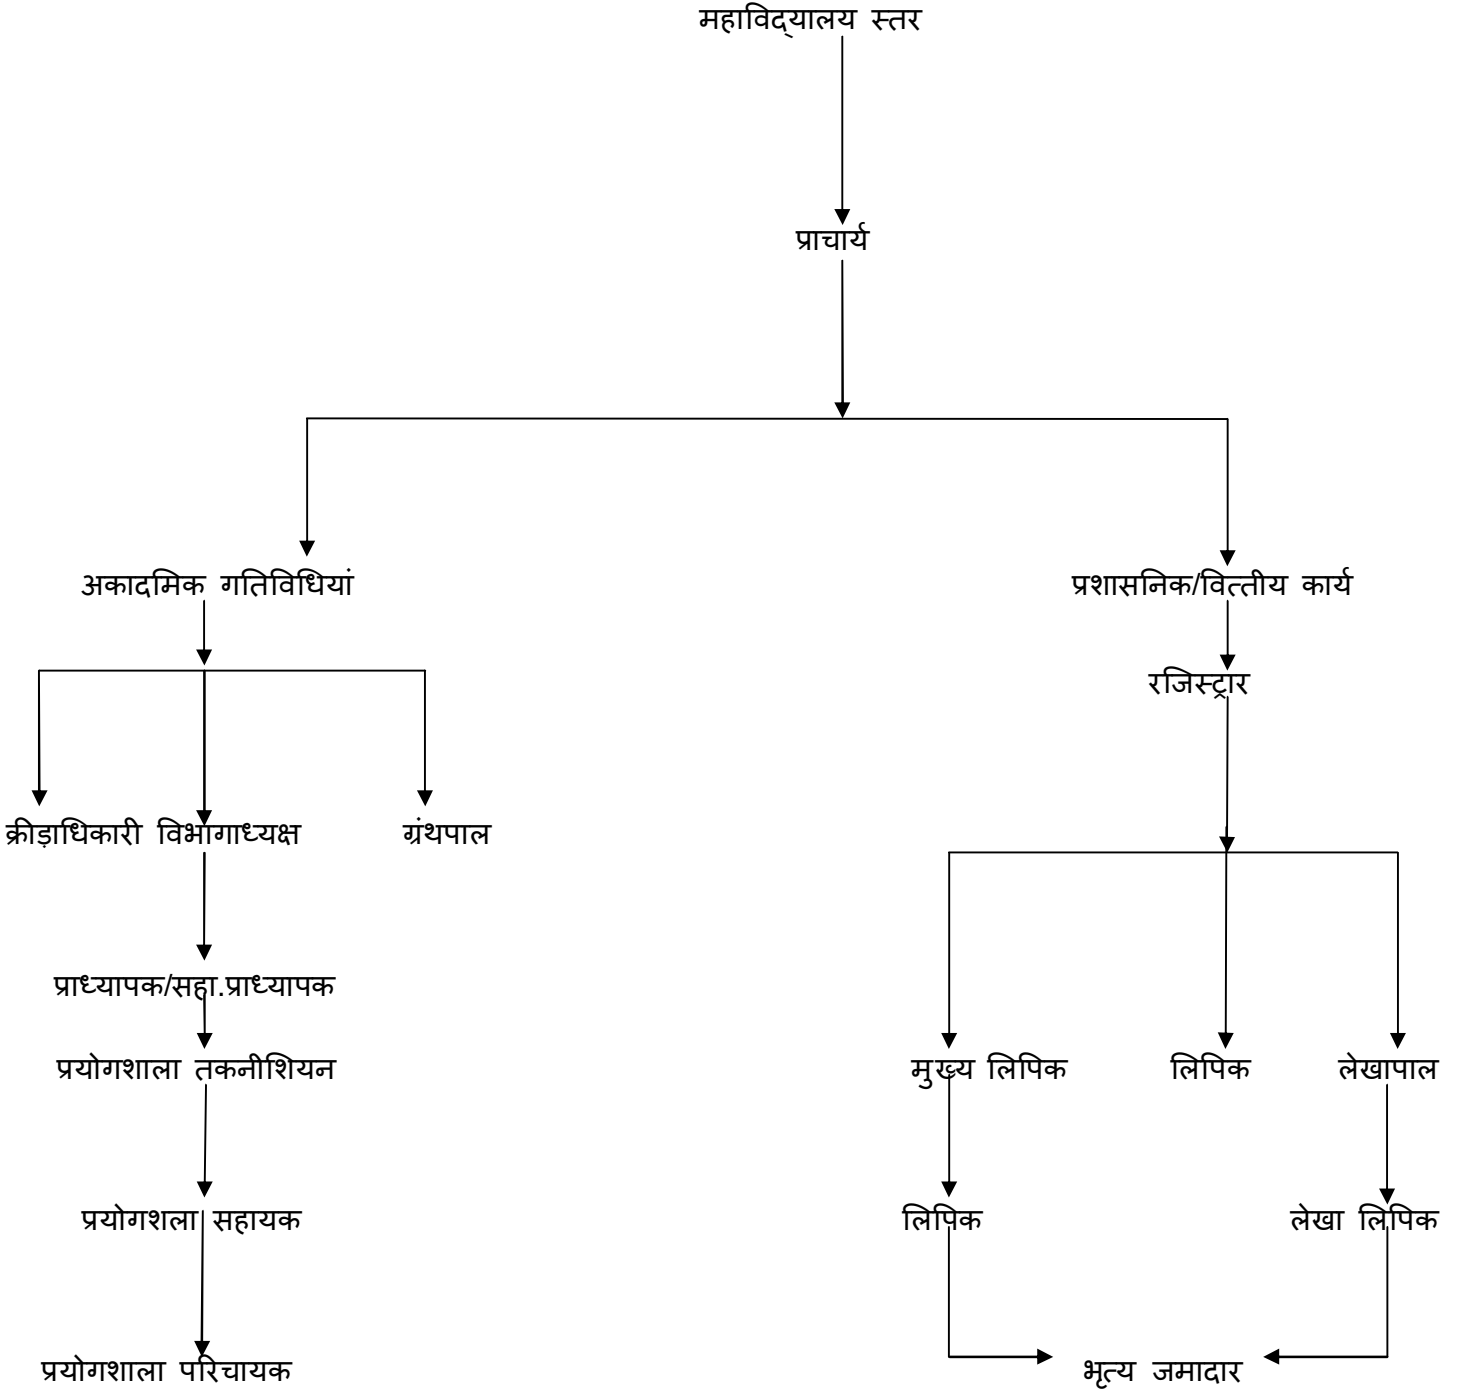 महाविद्यालय स्तर
प्राचार्य
अकादमिक गतिविधियां
प्रशासनिक/वित्तीय कार्य
रजिस्ट्रार
क्रीड़ाधिकारी विभागाध्यक्ष ग्रंथपाल
प्राध्यापक/सहा.प्राध्यापक
प्रयोगशाला तकनीशियन
मुख्य लिपिक लिपिक लेखापाल
प्रयोगशला सहायक
लिपिक लेखा लिपिक
प्रयोगशाला परिचायक
भृत्य जमादार